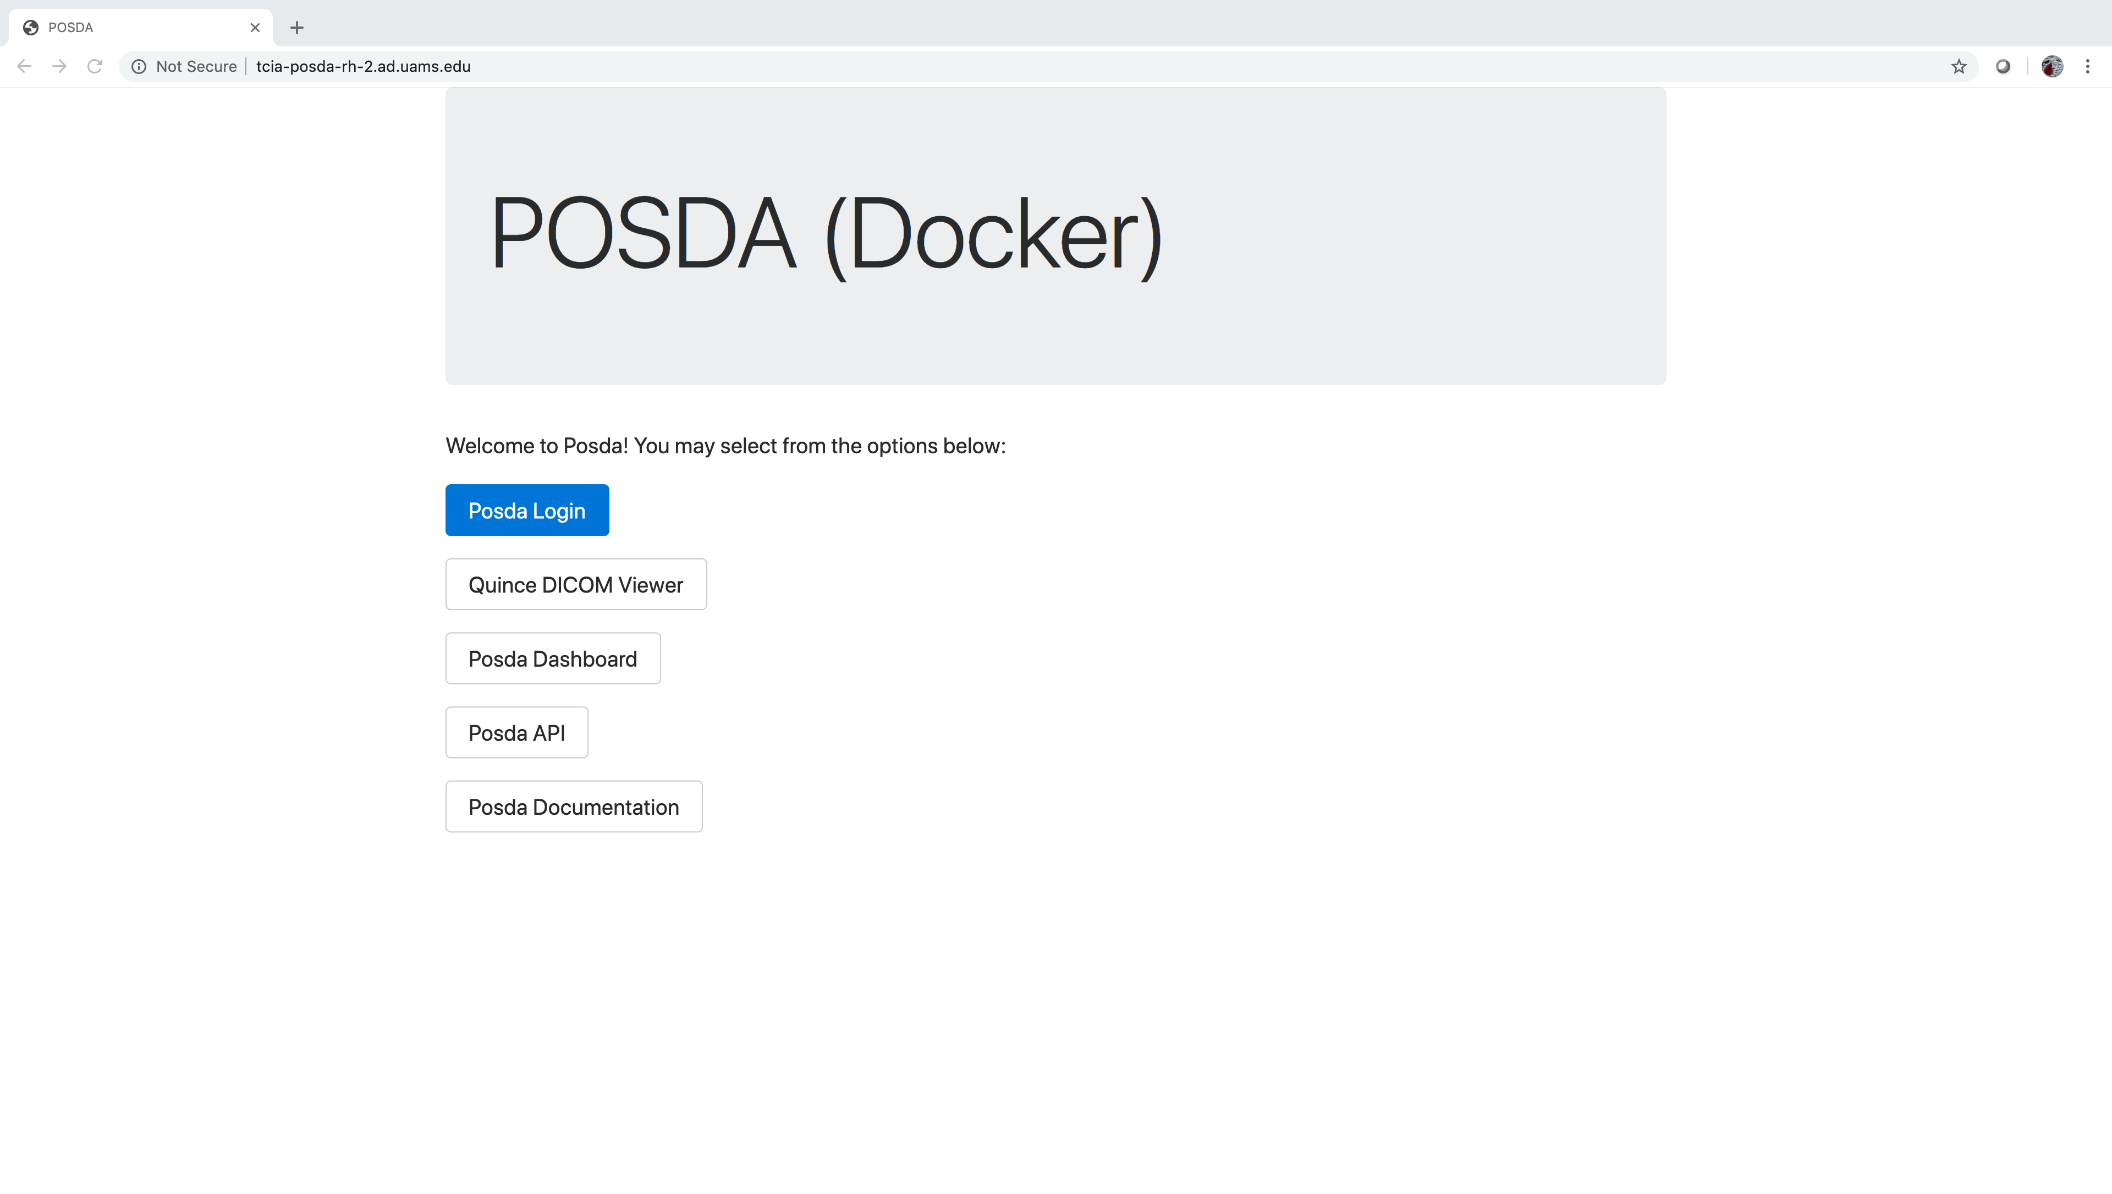 POSDA
Not Secure | tcia-posda-rh-2.ad.uams.edu
POSDA (Docker)
Welcome to Posda! You may select from the options below:
Posda Login
Quince DICOM Viewer
Posda Dashboard
Posda API
Posda Documentation